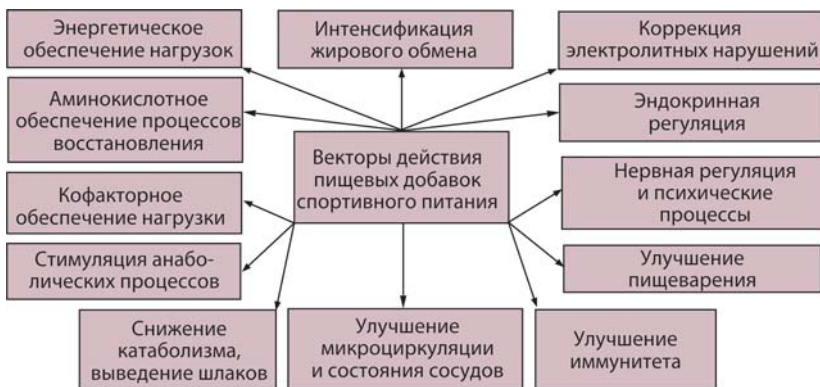 Энергетическое
обеспечение нагрузок
Интенсификация
жирового обмена
Коррекция
электролитных нарушений
Аминокислотное
обеспечение процессов
восстановления
Эндокринная
регуляция
Векторы действия
пищевых добавок
спортивного питания
Кофакторное
обеспечение нагрузки
Нервная регуляция
и психические
процессы
Стимуляция анабо-
лических процессов
Улучшение
пищеварения
Снижение
катаболизма,
выведение шлаков
Улучшение
микроциркуляции
и состояния сосудов
Улучшение
иммунитета